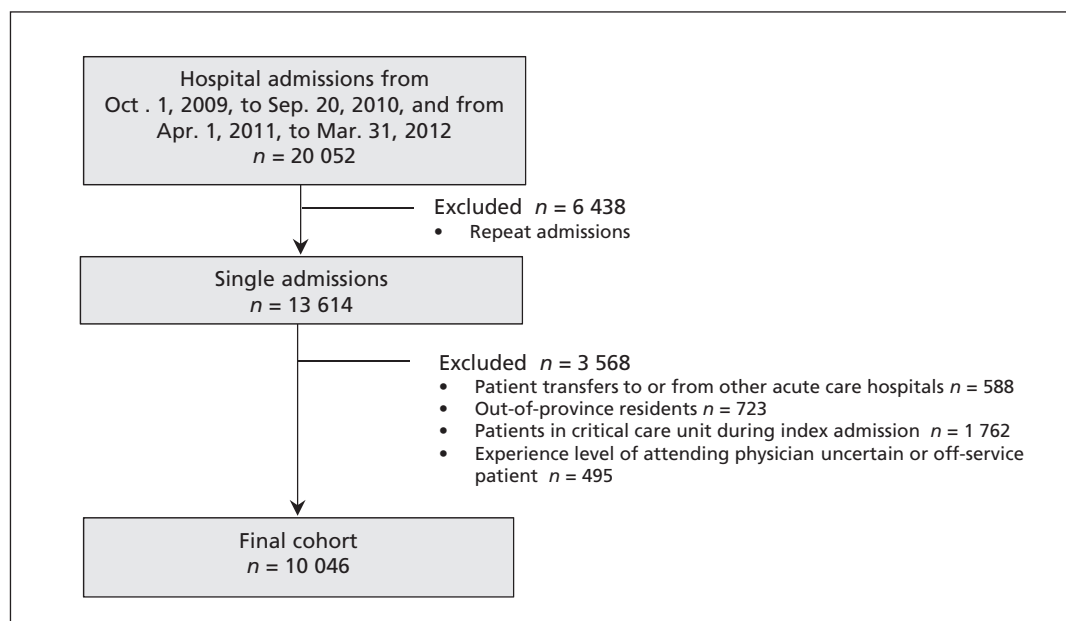 Hospital admissions from
Oct . 1, 2009, to Sep. 20, 2010, and from
Apr. 1, 2011, to Mar. 31, 2012
n = 20 052
Excluded n = 6 438
• Repeat admissions
Single admissions
n = 13 614
Excluded n = 3 568
• Patient transfers to or from other acute care hospitals n = 588
• Out-of-province residents n = 723
• Patients in critical care unit during index admission n = 1 762
• Experience level of attending physician uncertain or off-service
patient n = 495
Final cohort
n = 10 046